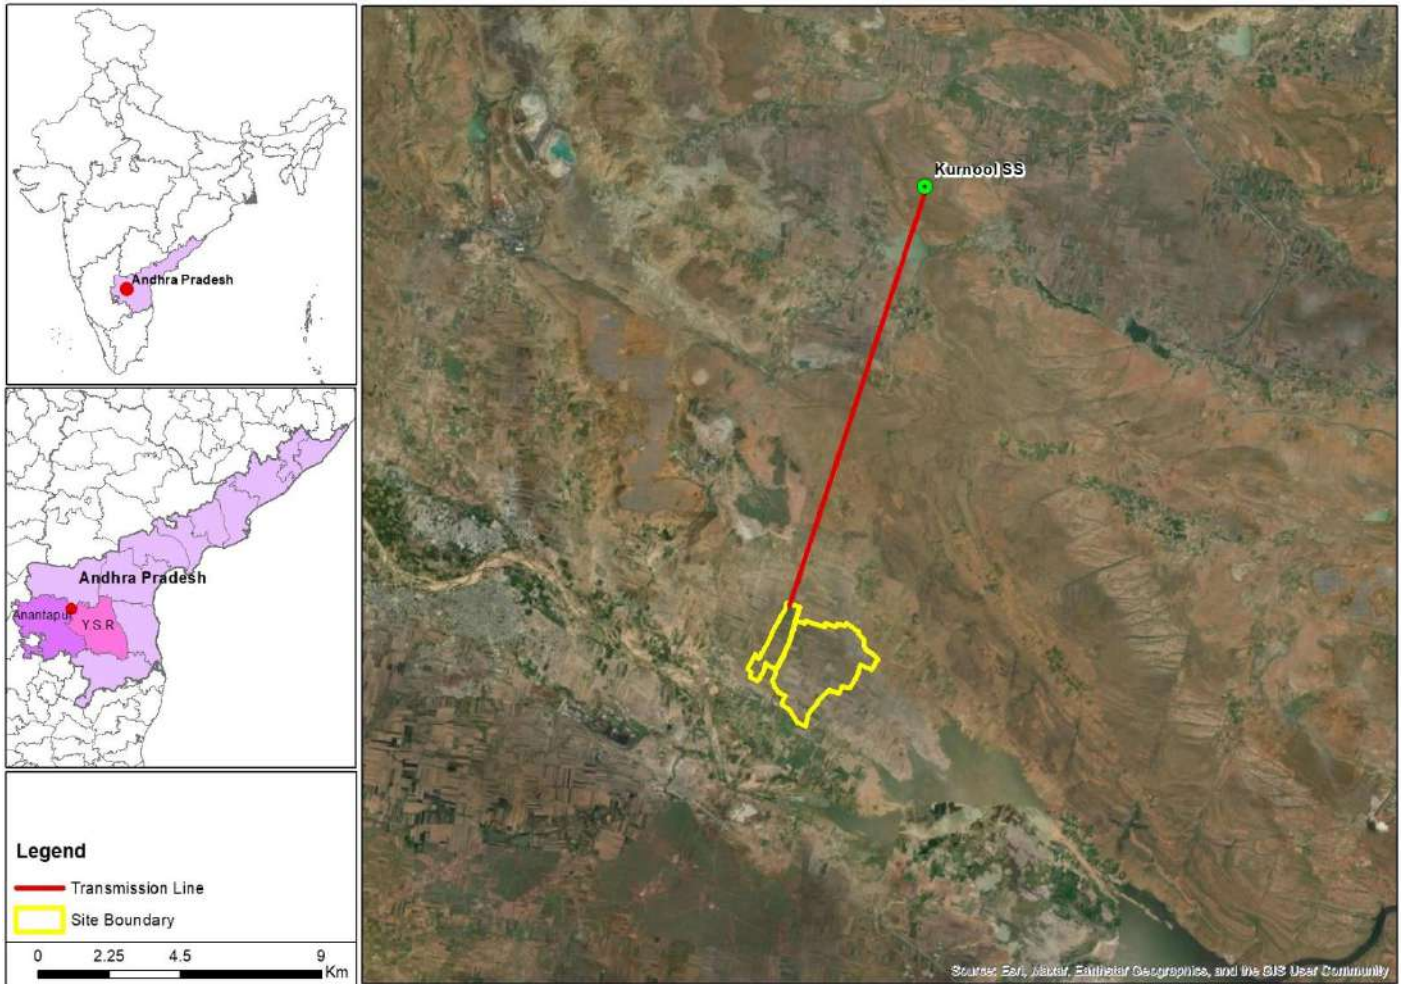 Andhra Pradesh
Andhra Pradesh
Anantapur
Y.S.R
Legend
Transmission Line
Site Boundary
0 2.25 4.5 9
Km
Kurnool SS
Source: Esri, Maxar, Earthstar Geographics, and the GIS User Community